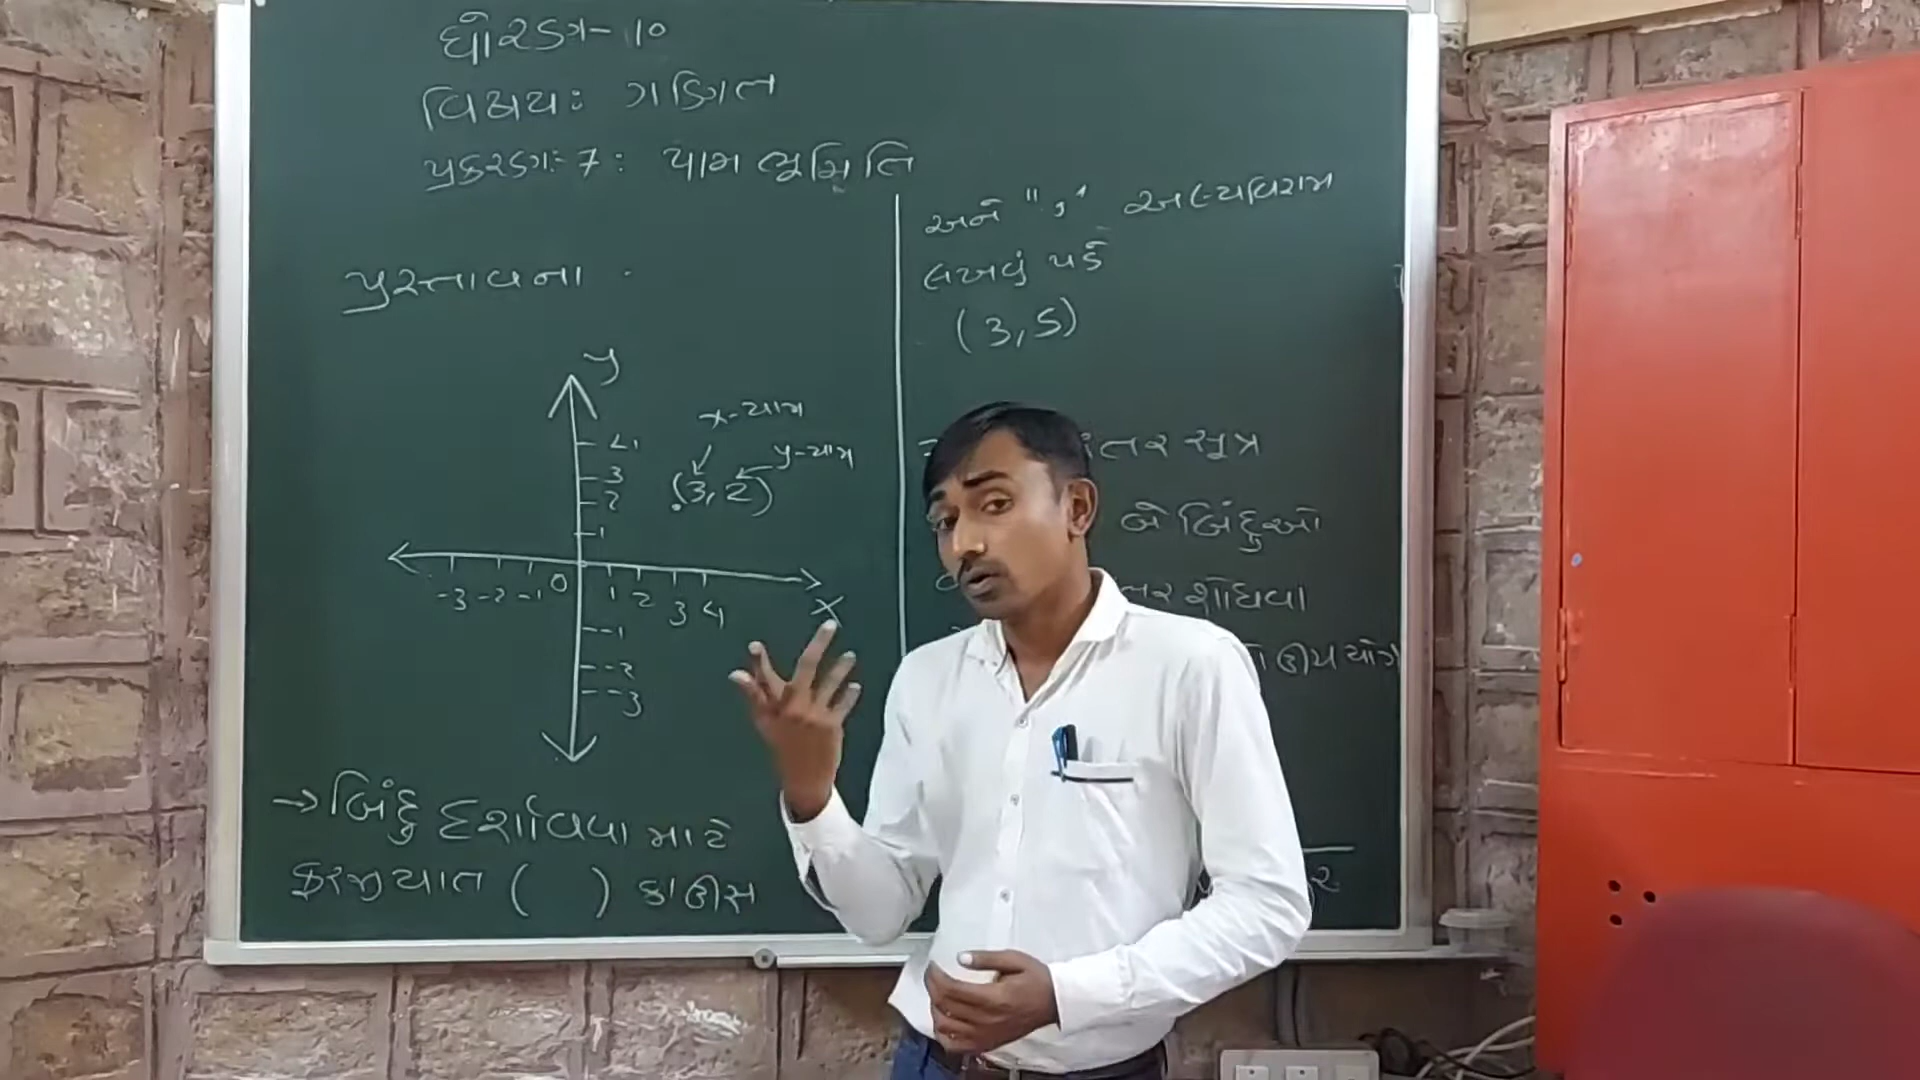 ધોરણ-10
વિષય: ગણિત
પ્રકરણ:-7: યામ ભૂમિતિ
પ્રસ્તાવના
y
4
3
2
1
x-યામ
y-યામ
(3, 2)
-3 -2 -1 0 1 2 3 4
X
-1
-2
-3
→ બિંદુ દર્શાવવા માટે
ફરજીયાત ( ) કાઉંસ
અને "," અલ્પવિરામ
લખવું પડે
(3, 5)
અંતર સૂત્ર
બે બિંદુઓ
શોધવા